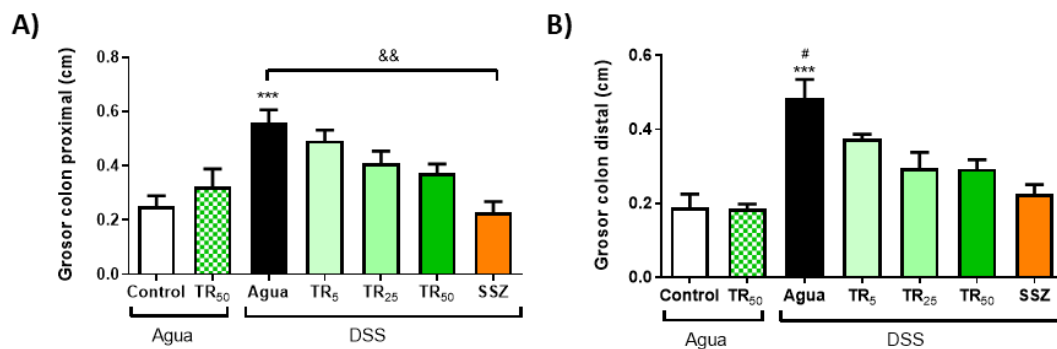 A)
Grosor colon proximal (cm)
0.8
0.6
0.4
0.2
0.0
&&
***
Control TR50 Agua TR5 TR25 TR50 SSZ
Agua DSS
B)
Grosor colon distal (cm)
0.6
0.4
0.2
0.0
#
***
Control TR50 Agua TR5 TR25 TR50 SSZ
Agua DSS